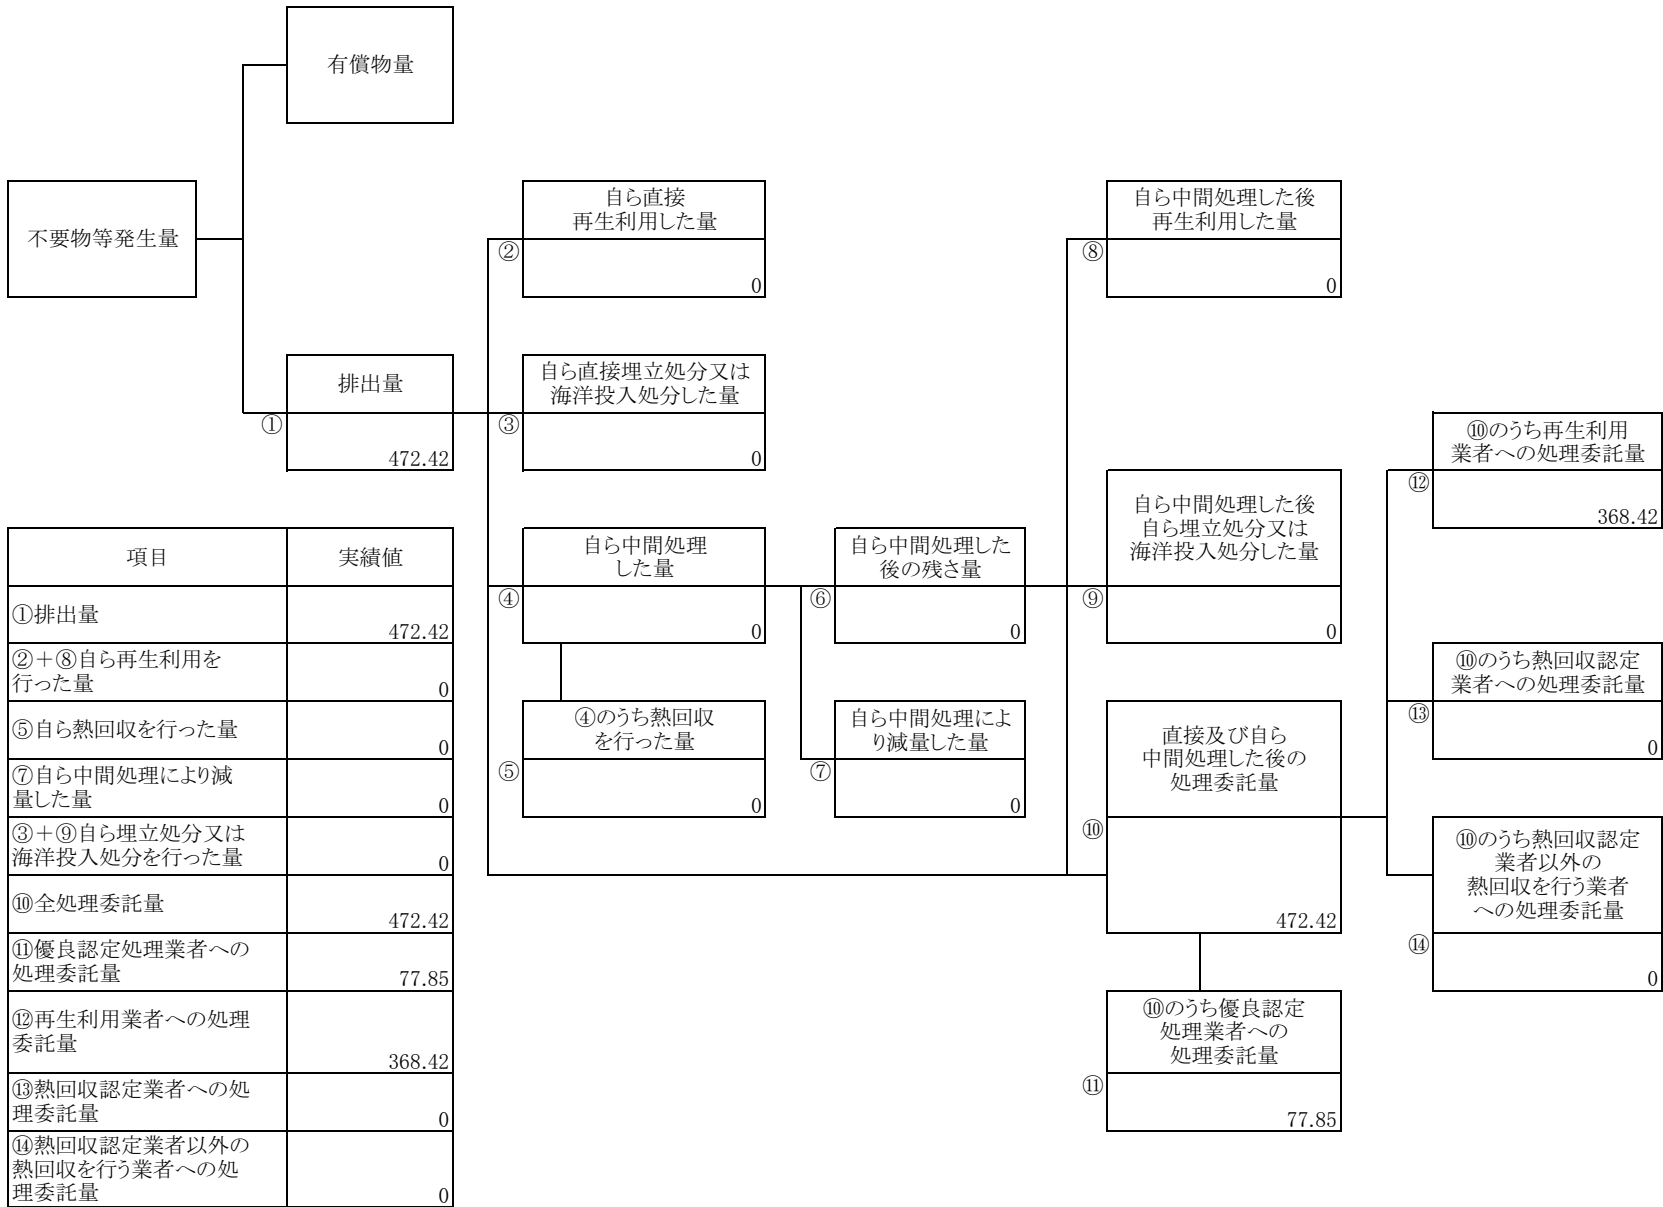 有償物量
不要物等発生量
自ら直接
再生利用した量
②
0
自ら中間処理した後
再生利用した量
⑧
0
排出量
①
472.42
自ら直接埋立処分又は
海洋投入処分した量
③
0
⑩のうち再生利用
業者への処理委託量
⑫
368.42
自ら中間処理した後
自ら埋立処分又は
海洋投入処分した量
⑨
0
自ら中間処理
した量
④
0
自ら中間処理した
後の残さ量
⑥
0
⑩のうち熱回収認定
業者への処理委託量
⑬
0
④のうち熱回収
を行った量
⑤
0
自ら中間処理によ
り減量した量
⑦
0
直接及び自ら
中間処理した後の
処理委託量
⑩
472.42
⑩のうち熱回収認定
業者以外の
熱回収を行う業者
への処理委託量
⑭
0
⑩のうち優良認定
処理業者への
処理委託量
⑪
77.85
項目 実績値
①排出量
472.42
②+⑧自ら再生利用を
行った量
0
⑤自ら熱回収を行った量
0
⑦自ら中間処理により減
量した量
0
③+⑨自ら埋立処分又は
海洋投入処分を行った量
0
⑩全処理委託量
472.42
⑪優良認定処理業者への
処理委託量
77.85
⑫再生利用業者への処理
委託量
368.42
⑬熱回収認定業者への処
理委託量
0
⑭熱回収認定業者以外の
熱回収を行う業者への処
理委託量
0